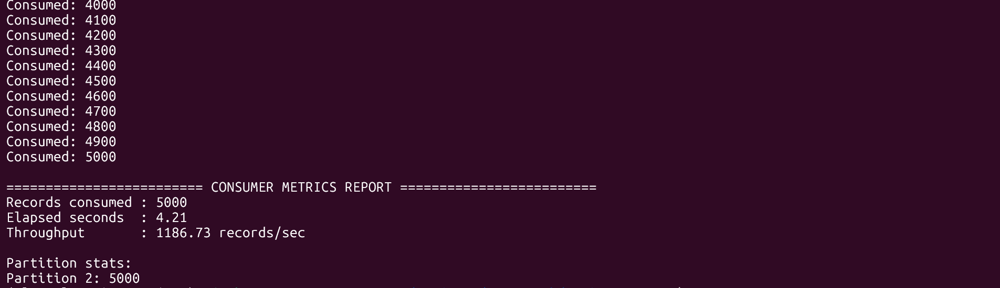 Consumed: 4000
Consumed: 4100
Consumed: 4200
Consumed: 4300
Consumed: 4400
Consumed: 4500
Consumed: 4600
Consumed: 4700
Consumed: 4800
Consumed: 4900
Consumed: 5000
========================= CONSUMER METRICS REPORT =========================
Records consumed : 5000
Elapsed seconds  : 4.21
Throughput       : 1186.73 records/sec
Partition stats:
Partition 2: 5000